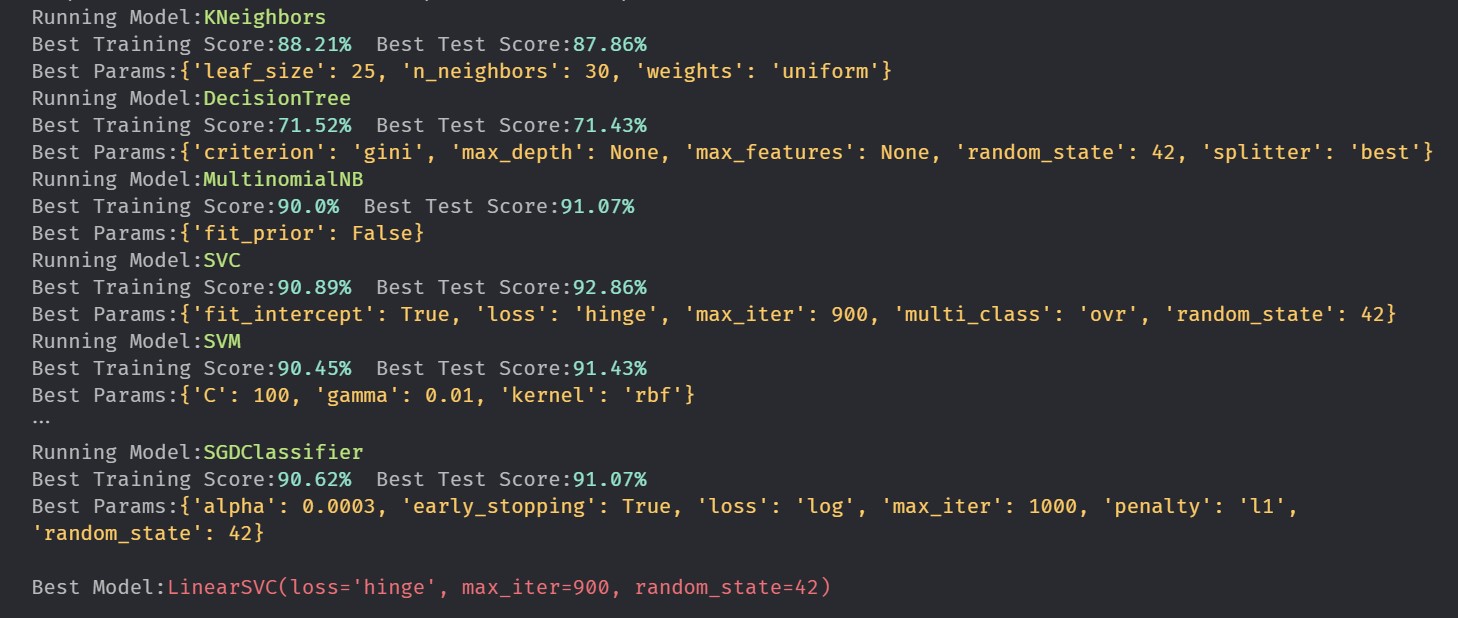 Running Model:KNeighbors
Best Training Score:88.21%  Best Test Score:87.86%
Best Params:{'leaf_size': 25, 'n_neighbors': 30, 'weights': 'uniform'}
Running Model:DecisionTree
Best Training Score:71.52%  Best Test Score:71.43%
Best Params:{'criterion': 'gini', 'max_depth': None, 'max_features': None, 'random_state': 42, 'splitter': 'best'}
Running Model:MultinomialNB
Best Training Score:90.0%  Best Test Score:91.07%
Best Params:{'fit_prior': False}
Running Model:SVC
Best Training Score:90.89%  Best Test Score:92.86%
Best Params:{'fit_intercept': True, 'loss': 'hinge', 'max_iter': 900, 'multi_class': 'ovr', 'random_state': 42}
Running Model:SVM
Best Training Score:90.45%  Best Test Score:91.43%
Best Params:{'C': 100, 'gamma': 0.01, 'kernel': 'rbf'}
...
Running Model:SGDClassifier
Best Training Score:90.62%  Best Test Score:91.07%
Best Params:{'alpha': 0.0003, 'early_stopping': True, 'loss': 'log', 'max_iter': 1000, 'penalty': 'l1',
'random_state': 42}
Best Model:LinearSVC(loss='hinge', max_iter=900, random_state=42)